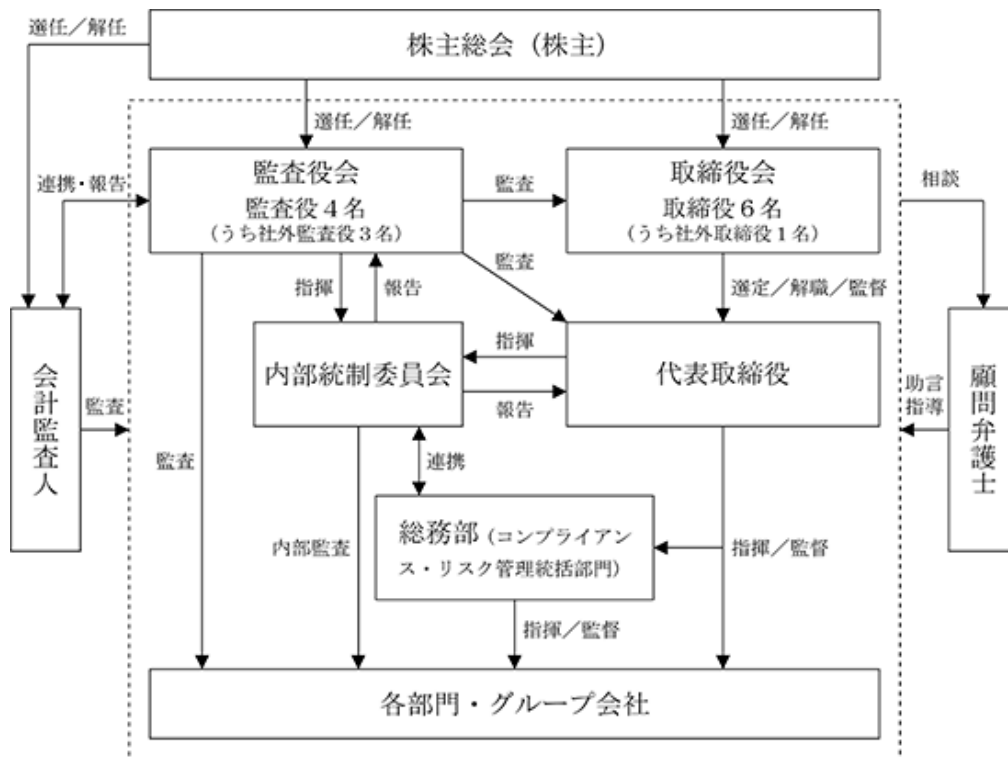 選任／解任
株主総会（株主）
選任／解任
選任／解任
連携・報告
監査役会
監査役４名
（うち社外監査役３名）
監査
取締役会
取締役６名
（うち社外取締役１名）
相談
指揮
報告
監査
選定／解職／監督
会計監査人
監査
内部統制委員会
指揮
報告
代表取締役
助言
指導
顧問弁護士
監査
連携
内部監査
総務部（コンプライアン
ス・リスク管理統括部門）
指揮／監督
指揮／監督
各部門・グループ会社